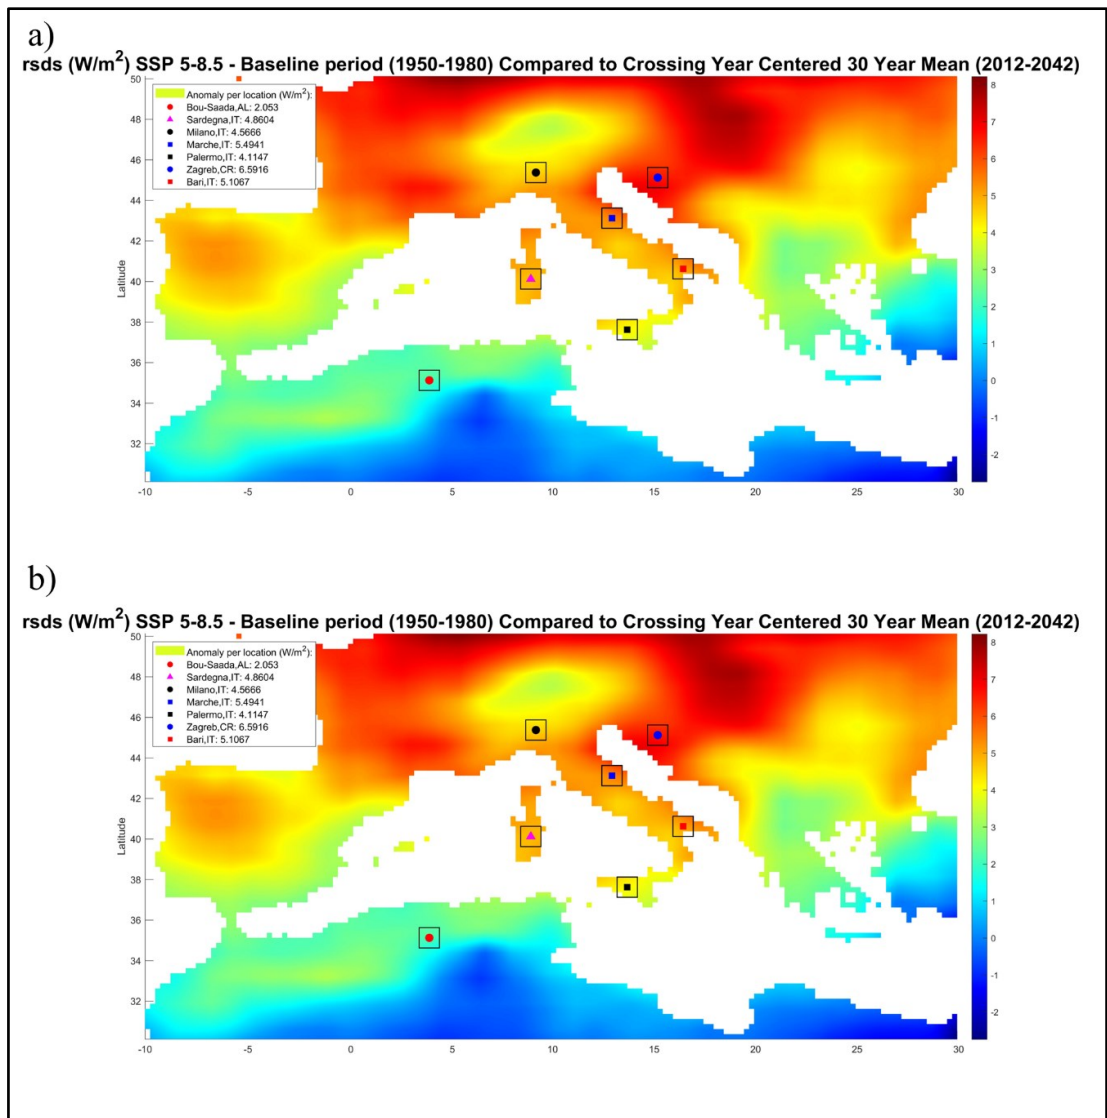 a)
rsds (W/m²) SSP 5-8.5 - Baseline period (1950-1980) Compared to Crossing Year Centered 30 Year Mean (2012-2042)
Anomaly per location (W/m²):
Bou-Saada,AL: 2.053
Sardegna,IT: 4.8604
Milano,IT: 4.5666
Marche,IT: 5.4941
Palermo,IT: 4.1147
Zagreb,CR: 6.5916
Bari,IT: 5.1067
Latitude
50
48
46
44
42
40
38
36
34
32
-10
-5
0
5
10
15
20
25
30
8
7
6
5
4
3
2
1
0
-1
-2
b)
rsds (W/m²) SSP 5-8.5 - Baseline period (1950-1980) Compared to Crossing Year Centered 30 Year Mean (2012-2042)
Anomaly per location (W/m²):
Bou-Saada,AL: 2.053
Sardegna,IT: 4.8604
Milano,IT: 4.5666
Marche,IT: 5.4941
Palermo,IT: 4.1147
Zagreb,CR: 6.5916
Bari,IT: 5.1067
Latitude
50
48
46
44
42
40
38
36
34
32
-10
-5
0
5
10
15
20
25
30
8
7
6
5
4
3
2
1
0
-1
-2